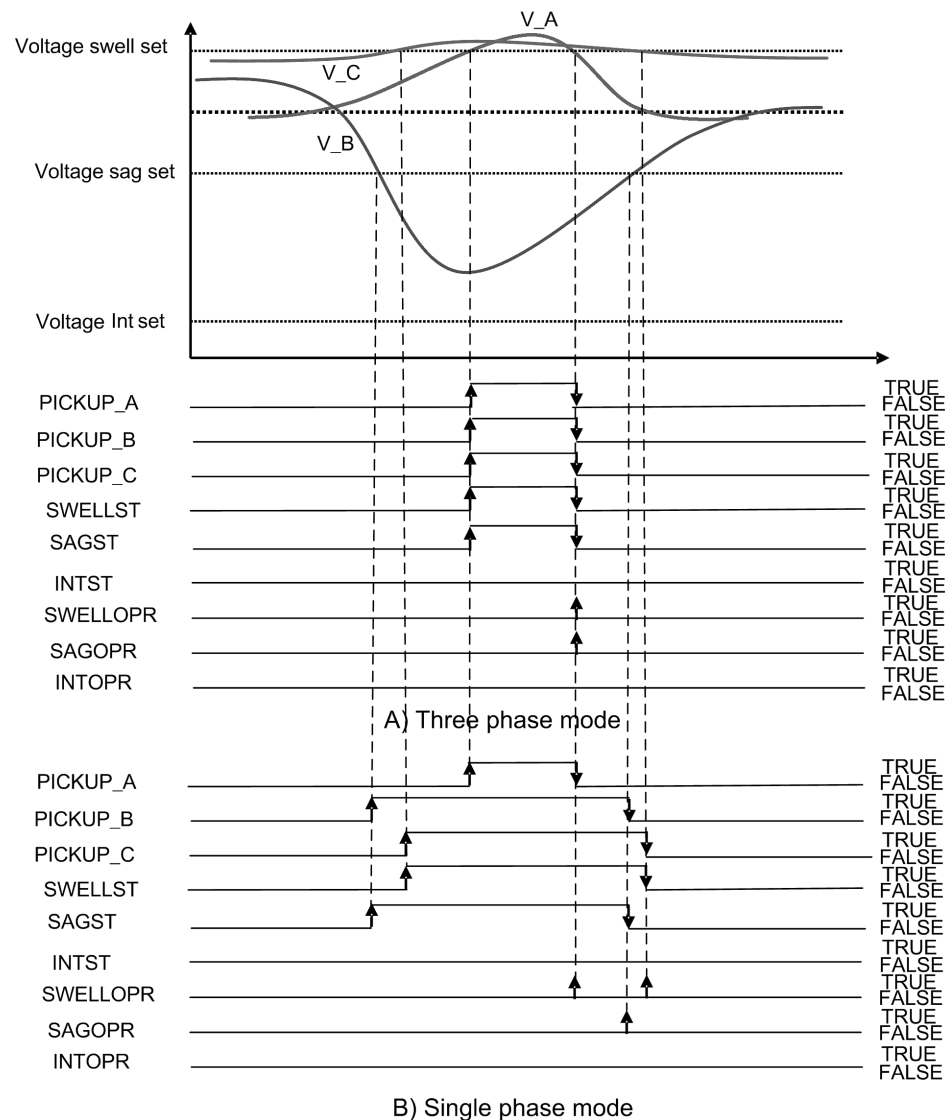 V_A
Voltage swell set
V_C
V_B
Voltage sag set
Voltage Int set
PICKUP_A TRUE FALSE
PICKUP_B TRUE FALSE
PICKUP_C TRUE FALSE
SWELLST TRUE FALSE
SAGST TRUE FALSE
INTST TRUE FALSE
SWELLOPR TRUE FALSE
SAGOPR TRUE FALSE
INTOPR TRUE FALSE
A) Three phase mode
PICKUP_A TRUE FALSE
PICKUP_B TRUE FALSE
PICKUP_C TRUE FALSE
SWELLST TRUE FALSE
SAGST TRUE FALSE
INTST TRUE FALSE
SWELLOPR TRUE FALSE
SAGOPR TRUE FALSE
INTOPR TRUE FALSE
B) Single phase mode